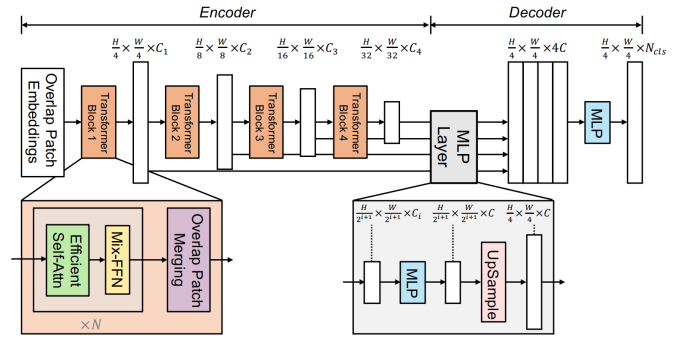 Encoder
Decoder
H/4 × W/4 ×C₁
H/8 × W/8 ×C₂
H/16 × W/16 ×C₃
H/32 × W/32 ×C₄
H/4 × W/4 ×4C
H/4 × W/4 ×N_cls
Overlap Patch
Embeddings
Transformer
Block 1
Transformer
Block 2
Transformer
Block 3
Transformer
Block 4
MLP
Layer
MLP
Efficient
Self-Attn
Mix-FFN
×N
Overlap Patch
Merging
H/2^{i+1} × W/2^{i+1} ×C_i
H/2^{i+1} × W/2^{i+1} ×C
H/4 × W/4 ×C
MLP
UpSample